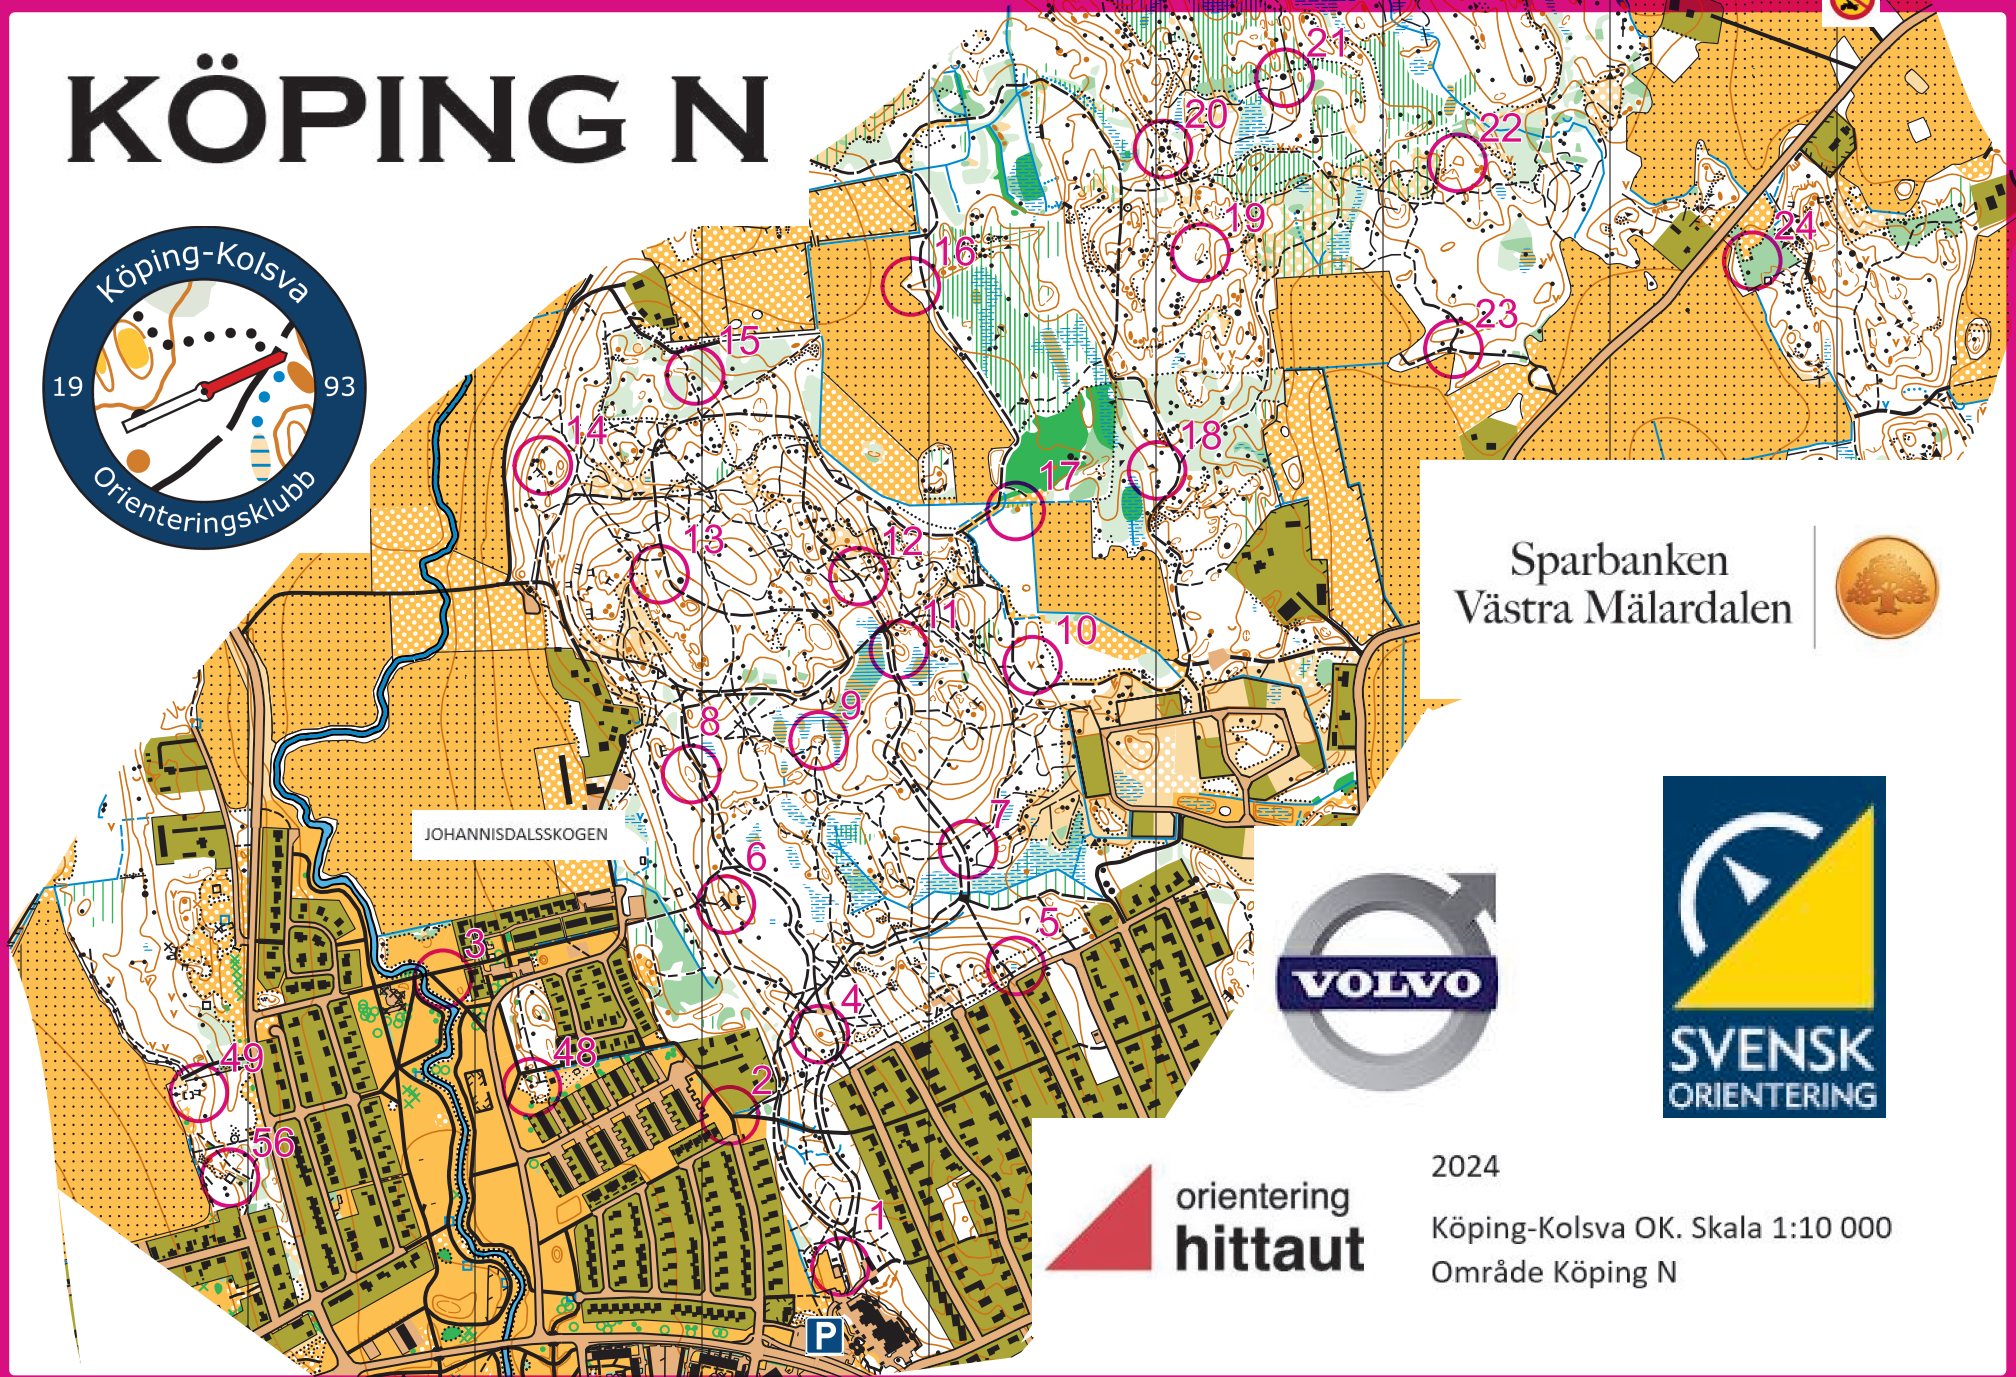 KÖPING N
Köping-Kolsva
19 93
Orienteringsklubb
21
20
22
19
24
16
23
15
14
18
17
13
12
11
10
9
8
7
6
5
3
4
49
48
2
56
1
JOHANNISDALSSKOGEN
P
Sparbanken
Västra Mälardalen
VOLVO
SVENSK
ORIENTERING
orientering
hittaut
2024
Köping-Kolsva OK. Skala 1:10 000
Område Köping N